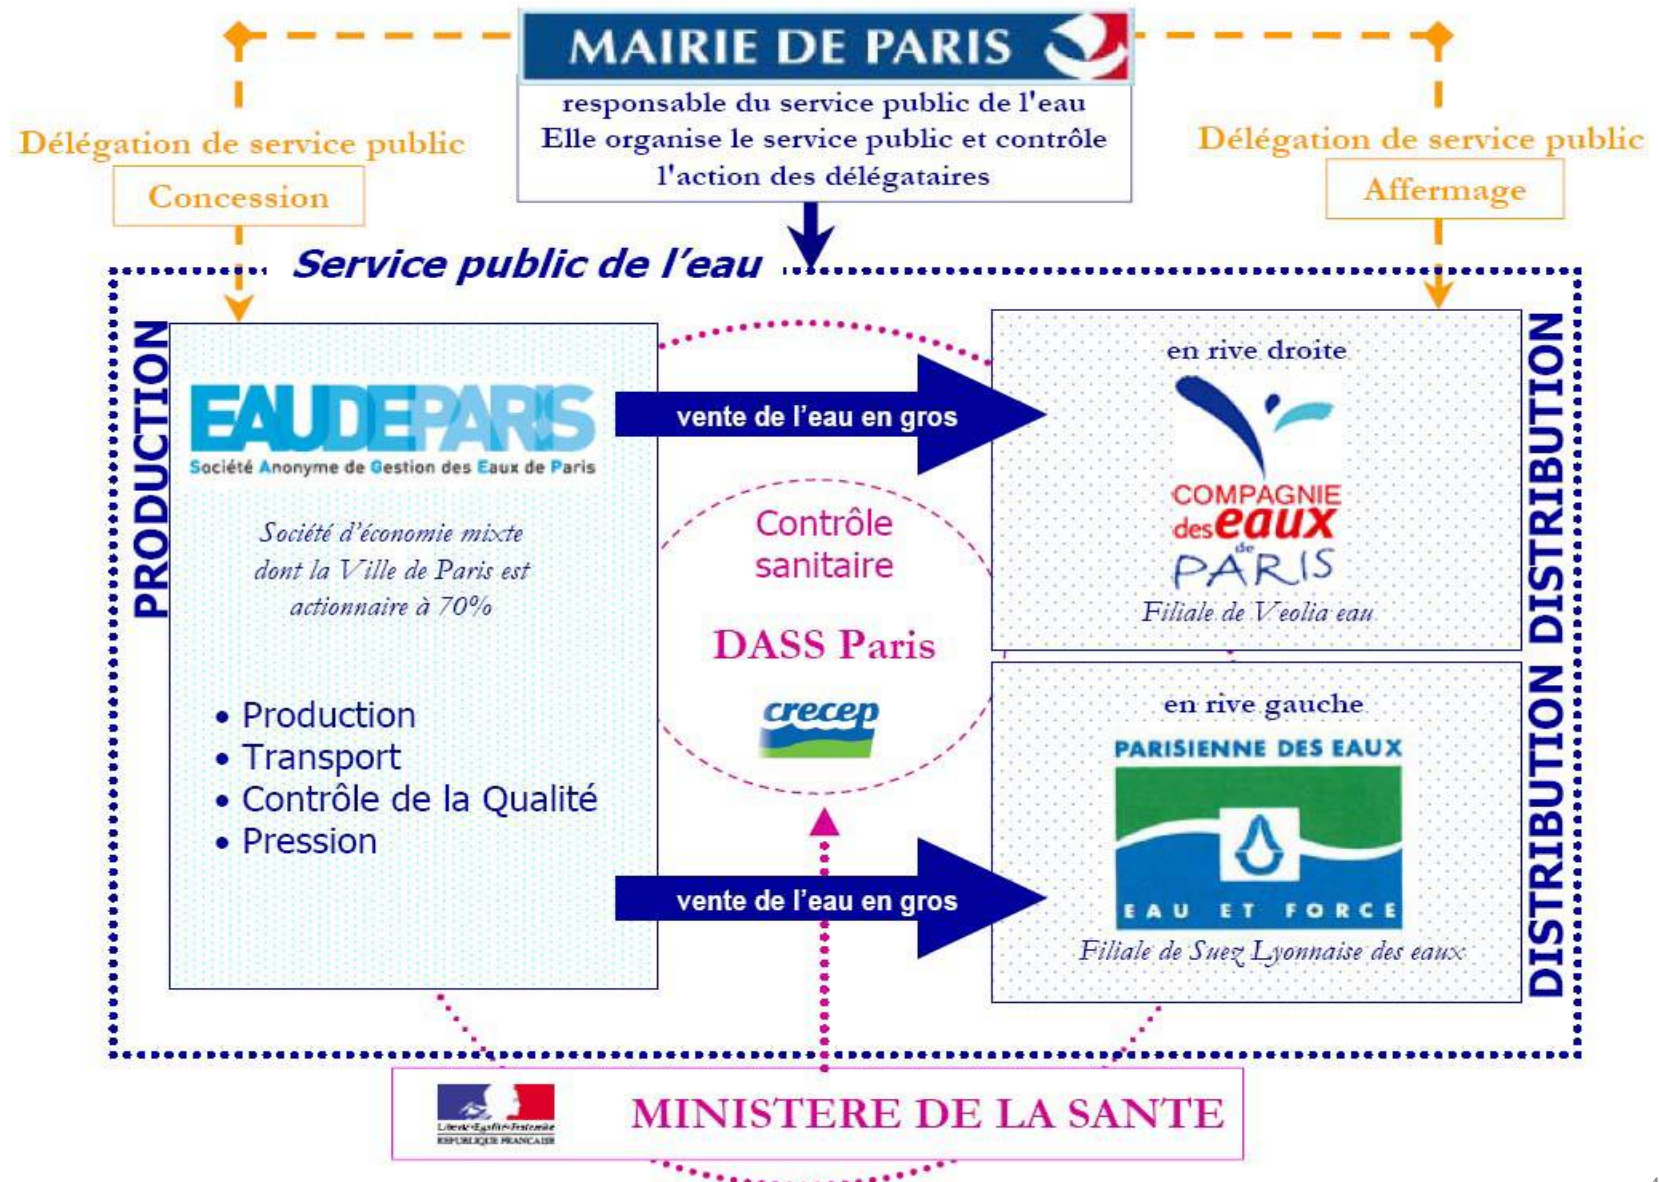 MAIRIE DE PARIS
responsable du service public de l'eau
Elle organise le service public et contrôle
l'action des délégataires
Délégation de service public
Concession
Délégation de service public
Affermage
Service public de l'eau
PRODUCTION
EAUDEPARIS
Société Anonyme de Gestion des Eaux de Paris
Société d'économie mixte
dont la Ville de Paris est
actionnaire à 70%
• Production
• Transport
• Contrôle de la Qualité
• Pression
vente de l'eau en gros
Contrôle
sanitaire
DASS Paris
crecep
vente de l'eau en gros
en rive droite
COMPAGNIE
des eaux
de
PARIS
Filiale de Veolia eau
DISTRIBUTION
en rive gauche
PARISIENNE DES EAUX
EAU ET FORCE
Filiale de Suez Lyonnaise des eaux
DISTRIBUTION
Liberté • Egalité • Fraternité
REPUBLIQUE FRANCAISE
MINISTERE DE LA SANTE